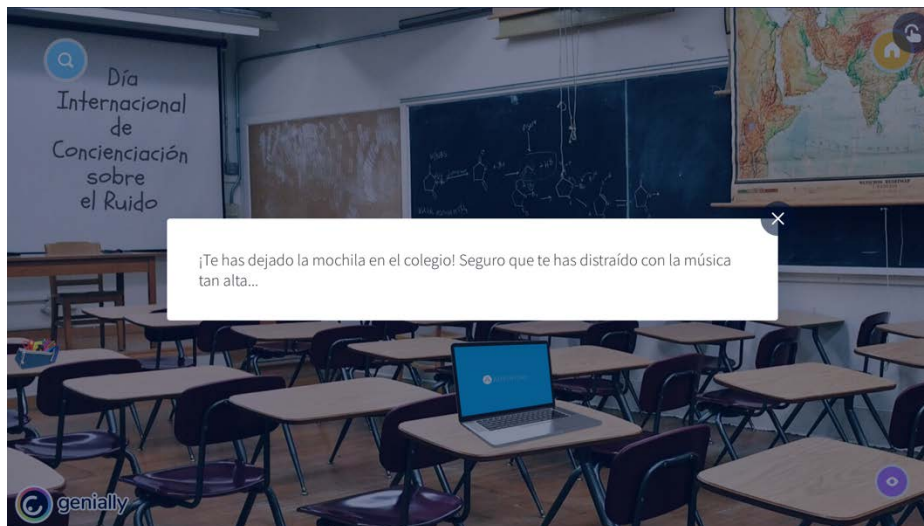 Día
Internacional
de
Concienciación
sobre
el Ruido
¡Te has dejado la mochila en el colegio! Seguro que te has distraído con la música
tan alta...
genially